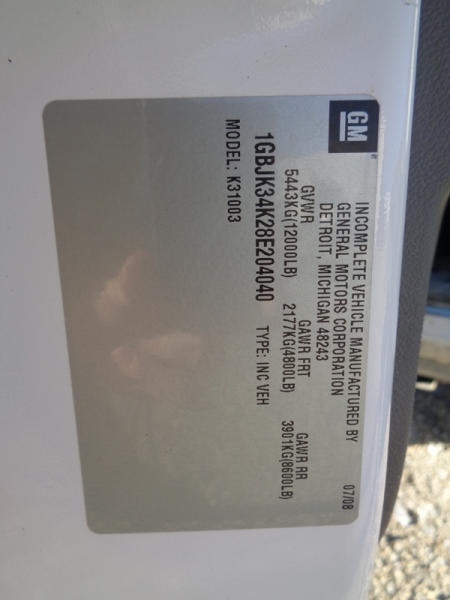 GM
INCOMPLETE VEHICLE MANUFACTURED BY
GENERAL MOTORS CORPORATION
DETROIT, MICHIGAN 48243
07/08
GVWR GAWR FRT GAWR RR
5443KG(12000LB) 2177KG(4800LB) 3901KG(8600LB)
1GBJK34K28E204040 TYPE: INC VEH
MODEL: K31003